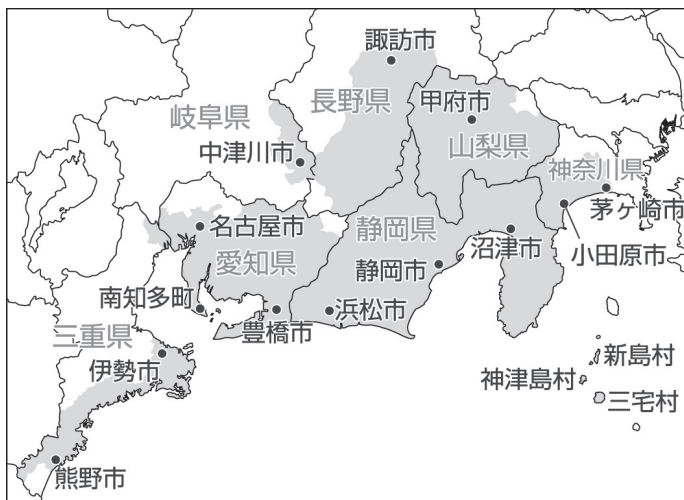 諏訪市
長野県
甲府市
岐阜県
中津川市
山梨県
神奈川県
茅ヶ崎市
名古屋市
静岡県
愛知県
沼津市
小田原市
静岡市
南知多町
浜松市
豊橋市
三重県
伊勢市
新島村
神津島村
三宅村
熊野市